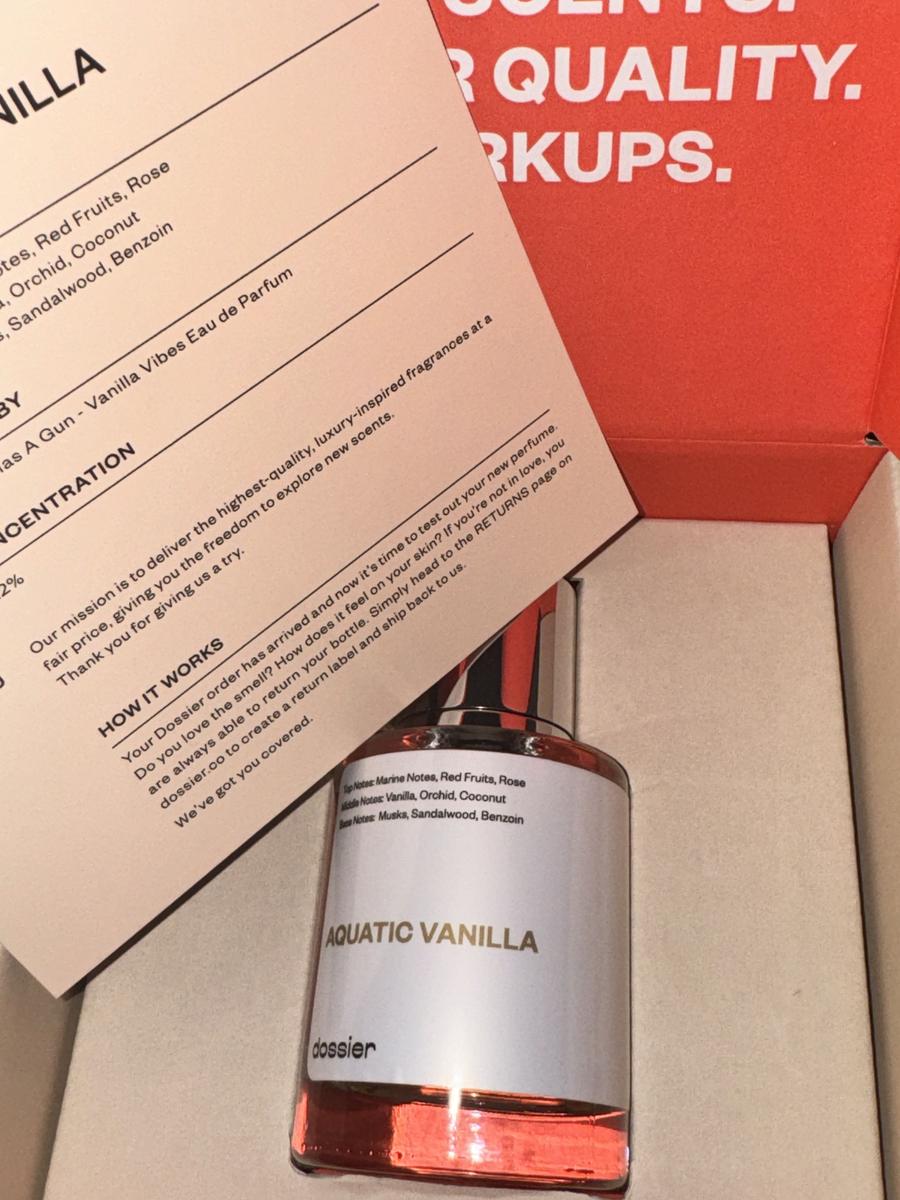 QUALITY.
NILLA
Notes, Red Fruits, Rose
Orchid, Coconut
Sandalwood, Benzoin
BY
Has A Gun - Vanilla Vibes Eau de Parfum
NCENTRATION
2%
Our mission is to deliver the highest-quality, luxury-inspired fragrances at a
fair price, giving you the freedom to explore new scents.
Thank you for giving us a try.
HOW IT WORKS
Your Dossier order has arrived and now it's time to test out your new perfume.
Do you love the smell? How does it feel on your skin? If you're not in love, you
are always able to return your bottle. Simply head to the RETURNS page on
dossier.co to create a return label and ship back to us.
We've got you covered.
Top Notes: Marine Notes, Red Fruits, Rose
Middle Notes: Vanilla, Orchid, Coconut
Base Notes: Musks, Sandalwood, Benzoin
AQUATIC VANILLA
dossier